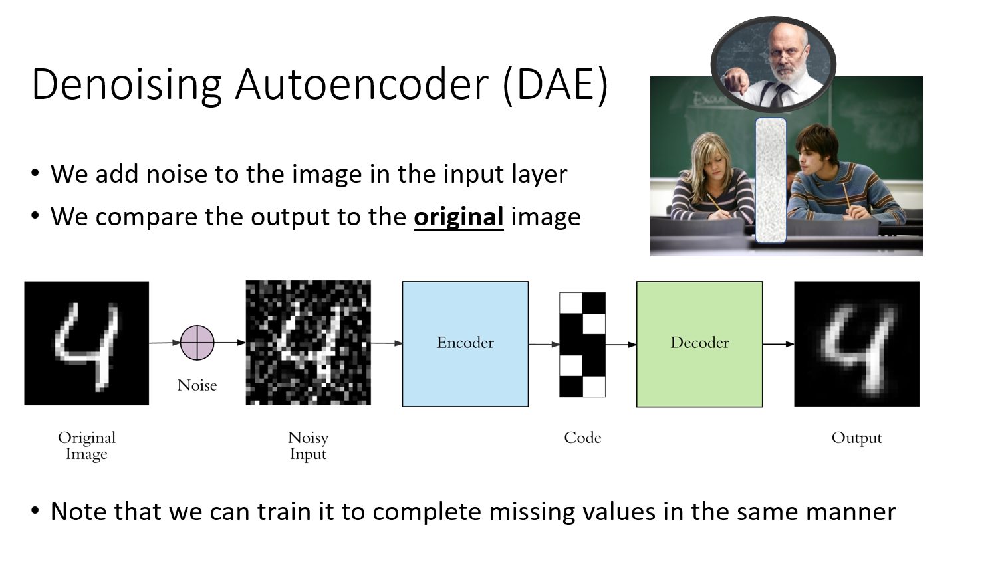 Denoising Autoencoder (DAE)
• We add noise to the image in the input layer
• We compare the output to the original image
Noise
Encoder
Decoder
Original
Image
Noisy
Input
Code
Output
• Note that we can train it to complete missing values in the same manner